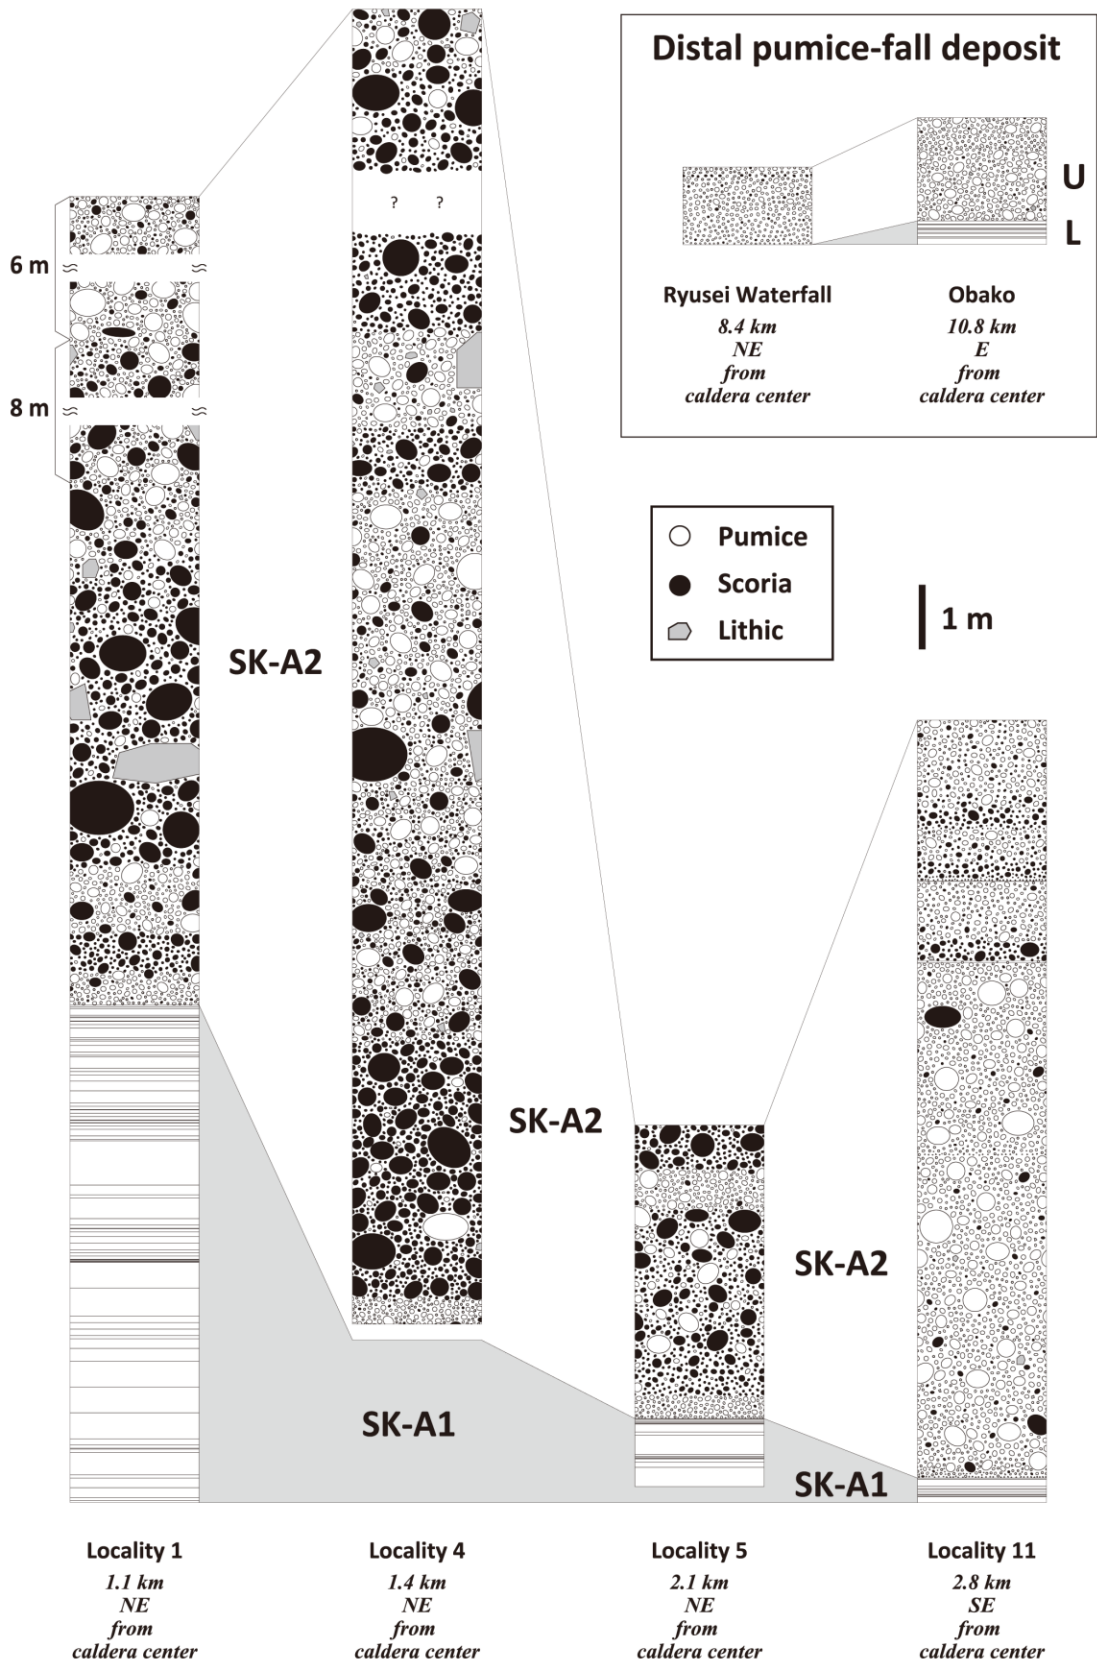 Distal pumice-fall deposit
U
L
Ryusei Waterfall
8.4 km
NE
from
caldera center
Obako
10.8 km
E
from
caldera center
6 m
8 m
? ?
Pumice
Scoria
Lithic
1 m
SK-A2
SK-A2
SK-A2
SK-A1
SK-A1
Locality 1
1.1 km
NE
from
caldera center
Locality 4
1.4 km
NE
from
caldera center
Locality 5
2.1 km
NE
from
caldera center
Locality 11
2.8 km
SE
from
caldera center